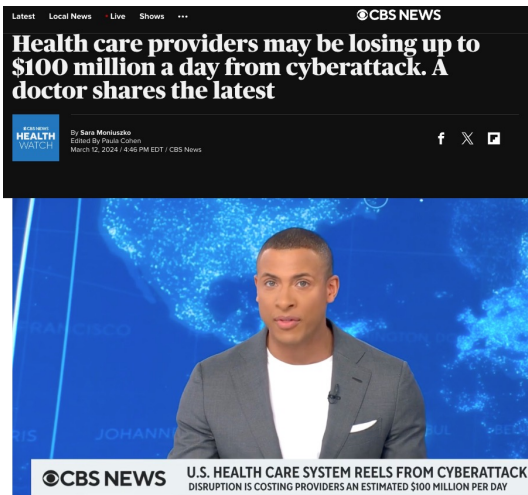 Latest Local News • Live Shows •••
CBS NEWS
Health care providers may be losing up to
$100 million a day from cyberattack. A
doctor shares the latest
CBS NEWS
HEALTH
WATCH
By Sara Moniuszko
Edited By Paula Cohen
March 12, 2024 / 4:46 PM EDT / CBS News
JOHANN
CBS NEWS
U.S. HEALTH CARE SYSTEM REELS FROM CYBERATTACK
DISRUPTION IS COSTING PROVIDERS AN ESTIMATED $100 MILLION PER DAY